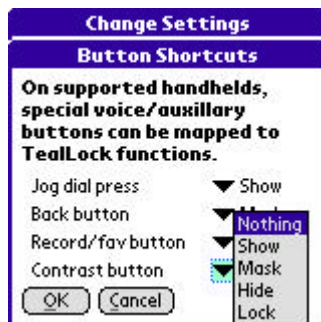 Change Settings
Button Shortcuts
On supported handhelds,
special voice/auxillary
buttons can be mapped to
TealLock functions.
Jog dial press Show
Back button
Record/fav button
Contrast button
Nothing
Show
Mask
Hide
Lock
OK Cancel